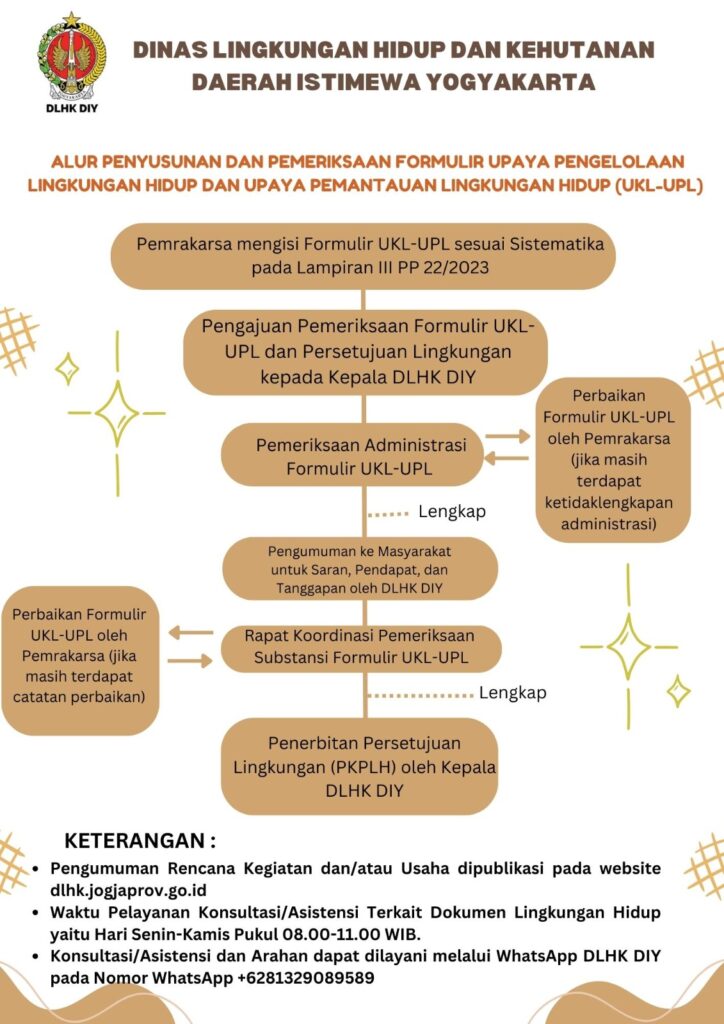 DINAS LINGKUNGAN HIDUP DAN KEHUTANAN
DAERAH ISTIMEWA YOGYAKARTA
DLHK DIY
ALUR PENYUSUNAN DAN PEMERIKSAAN FORMULIR UPAYA PENGELOLAAN
LINGKUNGAN HIDUP DAN UPAYA PEMANTAUAN LINGKUNGAN HIDUP (UKL-UPL)
Pemrakarsa mengisi Formulir UKL-UPL sesuai Sistematika
pada Lampiran III PP 22/2023
Pengajuan Pemeriksaan Formulir UKL-
UPL dan Persetujuan Lingkungan
kepada Kepala DLHK DIY
Pemeriksaan Administrasi
Formulir UKL-UPL
Perbaikan
Formulir UKL-UPL
oleh Pemrakarsa
(jika masih
terdapat
ketidaklengkapan
administrasi)
Lengkap
Pengumuman ke Masyarakat
untuk Saran, Pendapat, dan
Tanggapan oleh DLHK DIY
Rapat Koordinasi Pemeriksaan
Substansi Formulir UKL-UPL
Perbaikan Formulir
UKL-UPL oleh
Pemrakarsa (jika
masih terdapat
catatan perbaikan)
Lengkap
Penerbitan Persetujuan
Lingkungan (PKPLH) oleh Kepala
DLHK DIY
KETERANGAN :
• Pengumuman Rencana Kegiatan dan/atau Usaha dipublikasi pada website
dlhk.jogjaprov.go.id
• Waktu Pelayanan Konsultasi/Asistensi Terkait Dokumen Lingkungan Hidup
yaitu Hari Senin-Kamis Pukul 08.00-11.00 WIB.
• Konsultasi/Asistensi dan Arahan dapat dilayani melalui WhatsApp DLHK DIY
pada Nomor WhatsApp +6281329089589